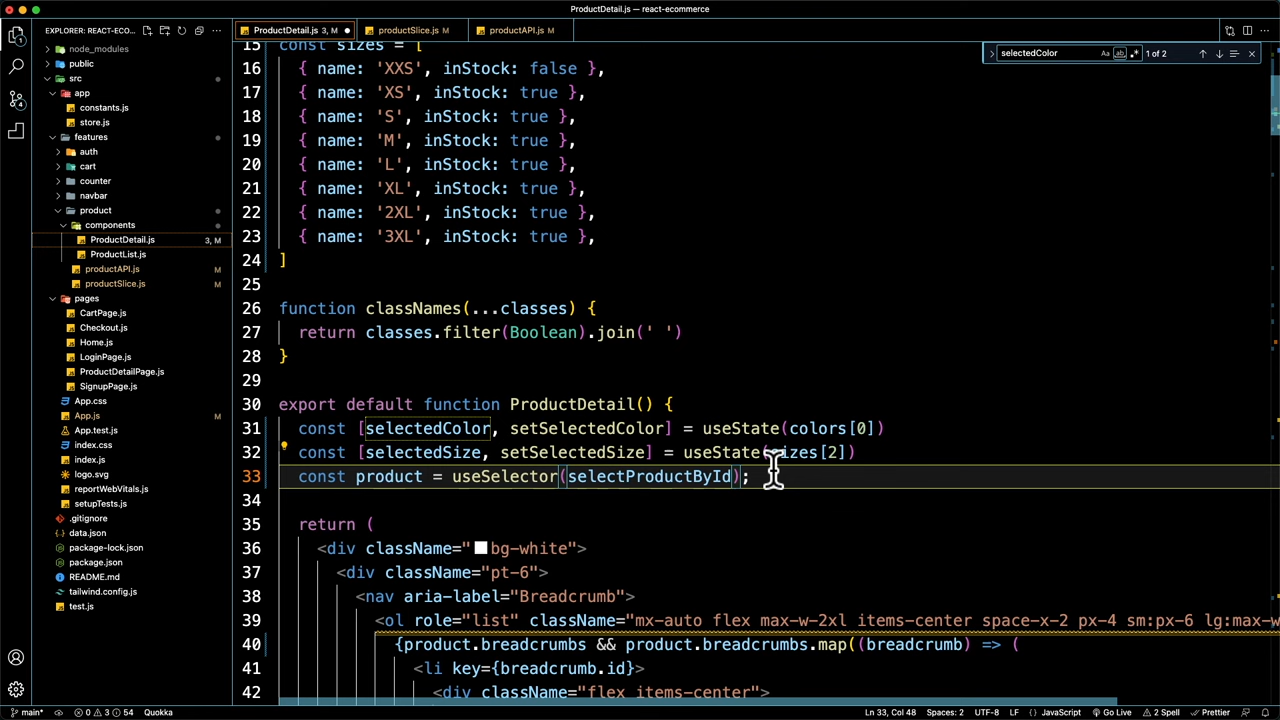 ProductDetail.js — react-ecommerce
EXPLORER: REACT-ECO...
node_modules
public
src
app
constants.js
store.js
features
auth
cart
counter
navbar
product
components
ProductDetail.js 3, M
ProductList.js
productAPI.js M
productSlice.js M
pages
CartPage.js
Checkout.js
Home.js
LoginPage.js
ProductDetailPage.js
SignupPage.js
App.css
App.js M
App.test.js
index.css
index.js
logo.svg
reportWebVitals.js
setupTests.js
.gitignore
data.json
package-lock.json
package.json
README.md
tailwind.config.js
test.js
ProductDetail.js 3, M
productSlice.js M
productAPI.js M
selectedColor Aa ab 1 of 2
15 const sizes = [
16 { name: 'XXS', inStock: false },
17 { name: 'XS', inStock: true },
18 { name: 'S', inStock: true },
19 { name: 'M', inStock: true },
20 { name: 'L', inStock: true },
21 { name: 'XL', inStock: true },
22 { name: '2XL', inStock: true },
23 { name: '3XL', inStock: true },
24 ]
25
26 function classNames(...classes) {
27 return classes.filter(Boolean).join(' ')
28 }
29
30 export default function ProductDetail() {
31 const [selectedColor, setSelectedColor] = useState(colors[0])
32 const [selectedSize, setSelectedSize] = useState(sizes[2])
33 const product = useSelector(selectProductById);
34
35 return (
36 <div className="bg-white">
37 <div className="pt-6">
38 <nav aria-label="Breadcrumb">
39 <ol role="list" className="mx-auto flex max-w-2xl items-center space-x-2 px-4 sm:px-6 lg:max-w
40 {product.breadcrumbs && product.breadcrumbs.map((breadcrumb) => (
41 <li key={breadcrumb.id}>
42 <div className="flex items-center">
main* 0 3 54 Quokka
Ln 33, Col 48 Spaces: 2 UTF-8 LF {} JavaScript Go Live 2 Spell Prettier